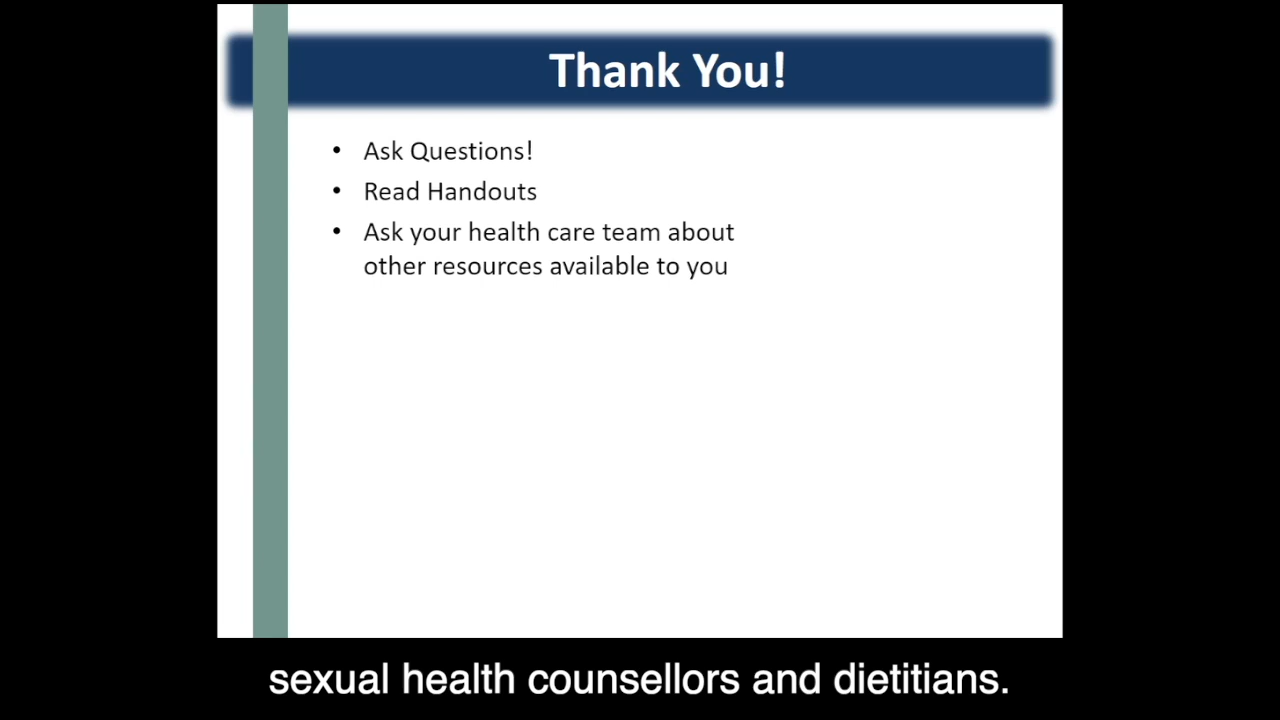 Thank You!
• Ask Questions!
• Read Handouts
• Ask your health care team about
other resources available to you
sexual health counsellors and dietitians.